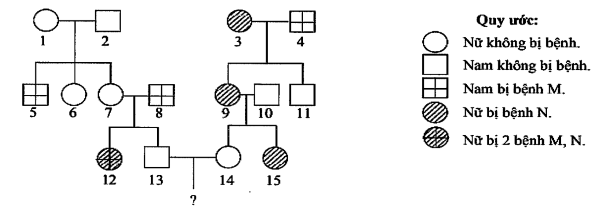 Quy ước:
1 2 3 4
Nữ không bị bệnh.
Nam không bị bệnh.
Nam bị bệnh M.
5 6 7 8 9 10 11
Nữ bị bệnh N.
Nữ bị 2 bệnh M, N.
12 13 14 15
?